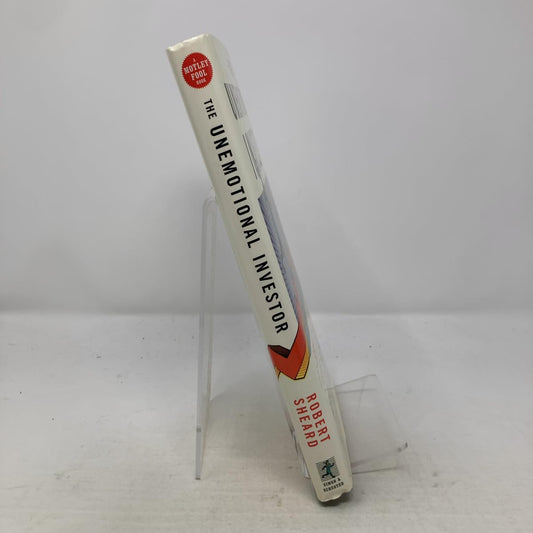 A
MOTLEY
FOOL
BOOK
THE UNEMOTIONAL INVESTOR
ROBERT
SHEARD
SIMON &
SCHUSTER